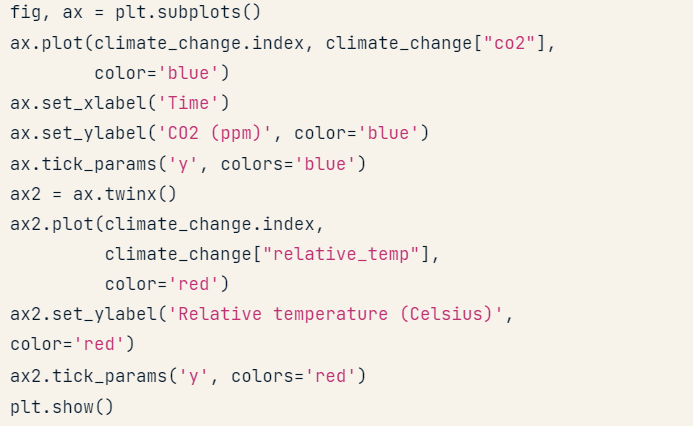 fig, ax = plt.subplots()
ax.plot(climate_change.index, climate_change["co2"],
        color='blue')
ax.set_xlabel('Time')
ax.set_ylabel('CO2 (ppm)', color='blue')
ax.tick_params('y', colors='blue')
ax2 = ax.twinx()
ax2.plot(climate_change.index,
         climate_change["relative_temp"],
         color='red')
ax2.set_ylabel('Relative temperature (Celsius)',
color='red')
ax2.tick_params('y', colors='red')
plt.show()